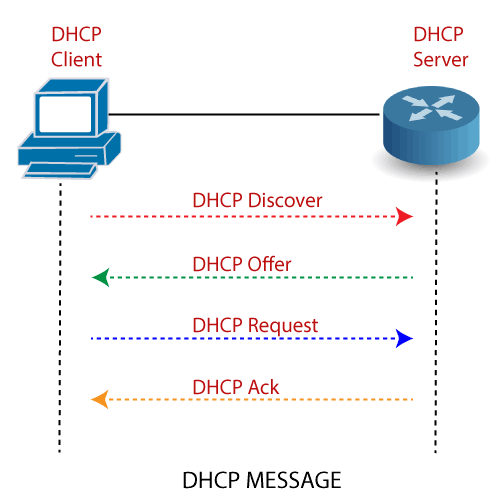 DHCP
Client
DHCP
Server
DHCP Discover
DHCP Offer
DHCP Request
DHCP Ack
DHCP MESSAGE